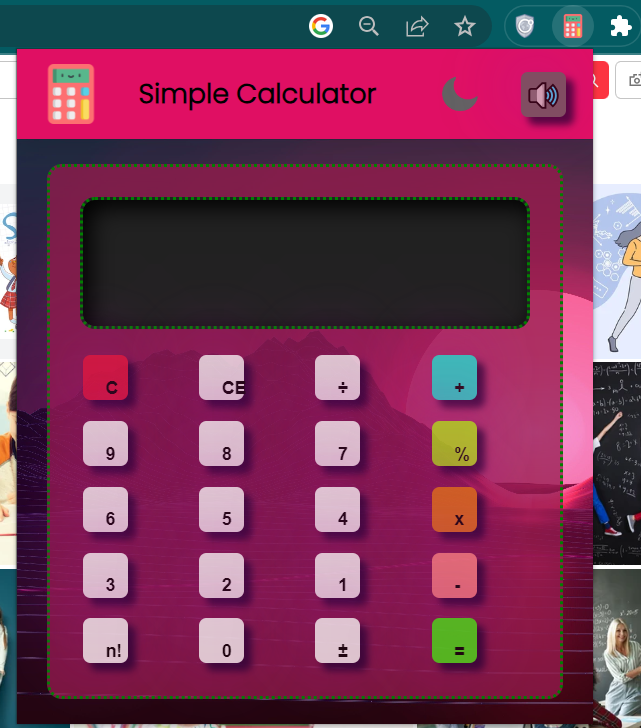 Simple Calculator
C CE ÷ +
9 8 7 %
6 5 4 x
3 2 1 -
n! 0 ± =